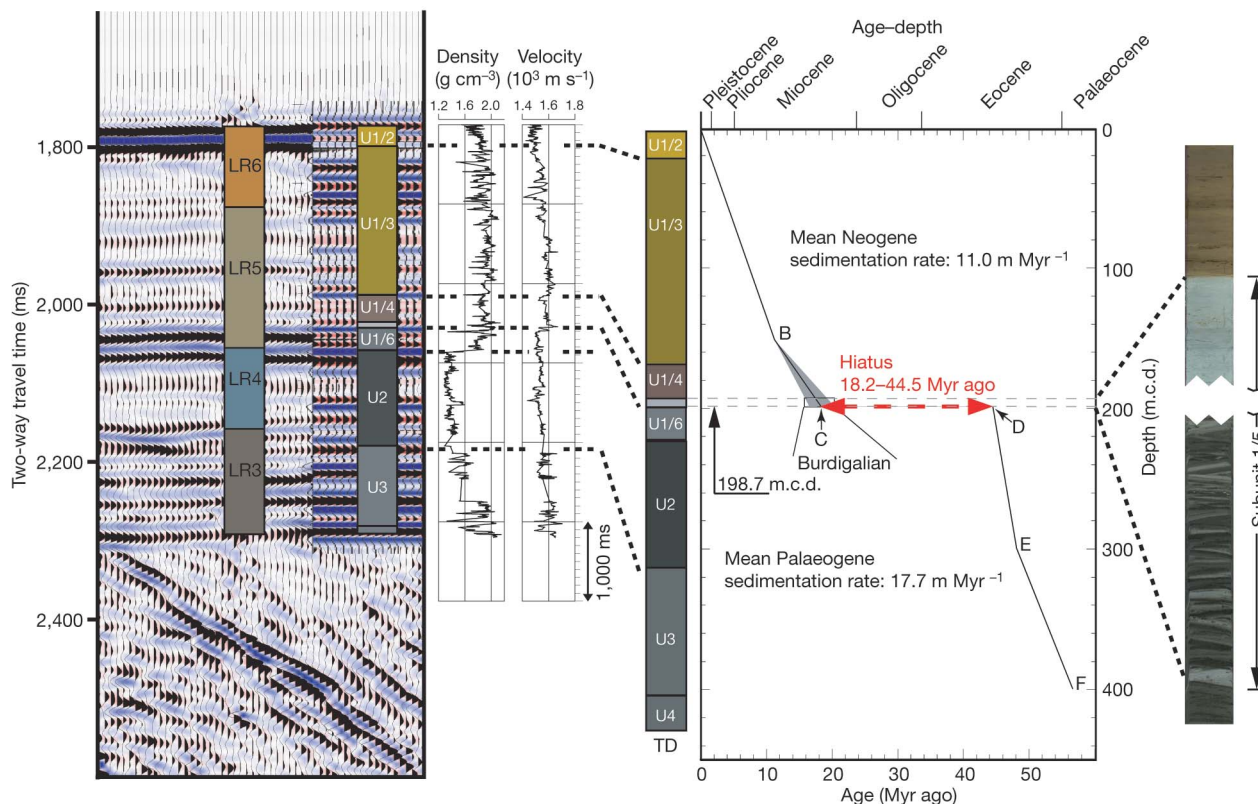 Age–depth
Density
(g cm−3)
Velocity
(10³ m s−1)
1.2 1.6 2.0
1.4 1.6 1.8
Pleistocene
Pliocene
Miocene
Oligocene
Eocene
Palaeocene
Two-way travel time (ms)
1,800
2,000
2,200
2,400
LR6
LR5
LR4
LR3
U1/2
U1/3
U1/4
U1/6
U2
U3
1,000 ms
U1/2
U1/3
U1/4
U1/6
U2
U3
U4
TD
Mean Neogene
sedimentation rate: 11.0 m Myr −1
B
Hiatus
18.2–44.5 Myr ago
C
D
Burdigalian
198.7 m.c.d.
E
Mean Palaeogene
sedimentation rate: 17.7 m Myr −1
F
0
100
200
300
400
Depth (m.c.d.)
0 10 20 30 40 50
Age (Myr ago)
Subunit 1/5